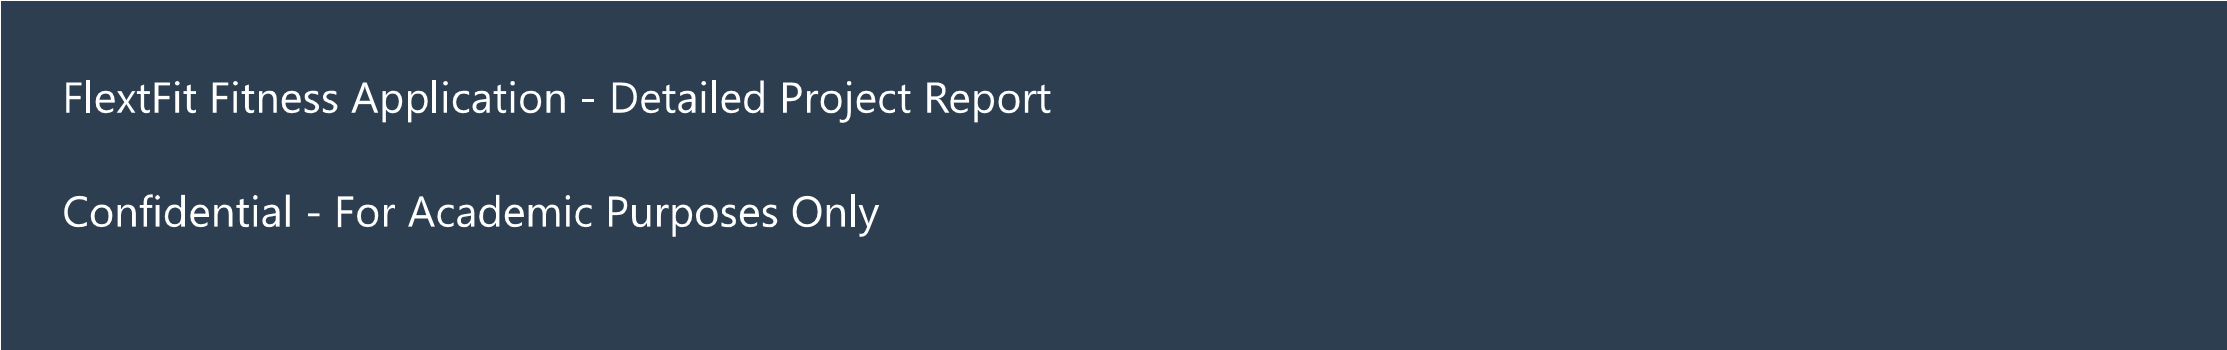 FlextFit Fitness Application - Detailed Project Report
Confidential - For Academic Purposes Only